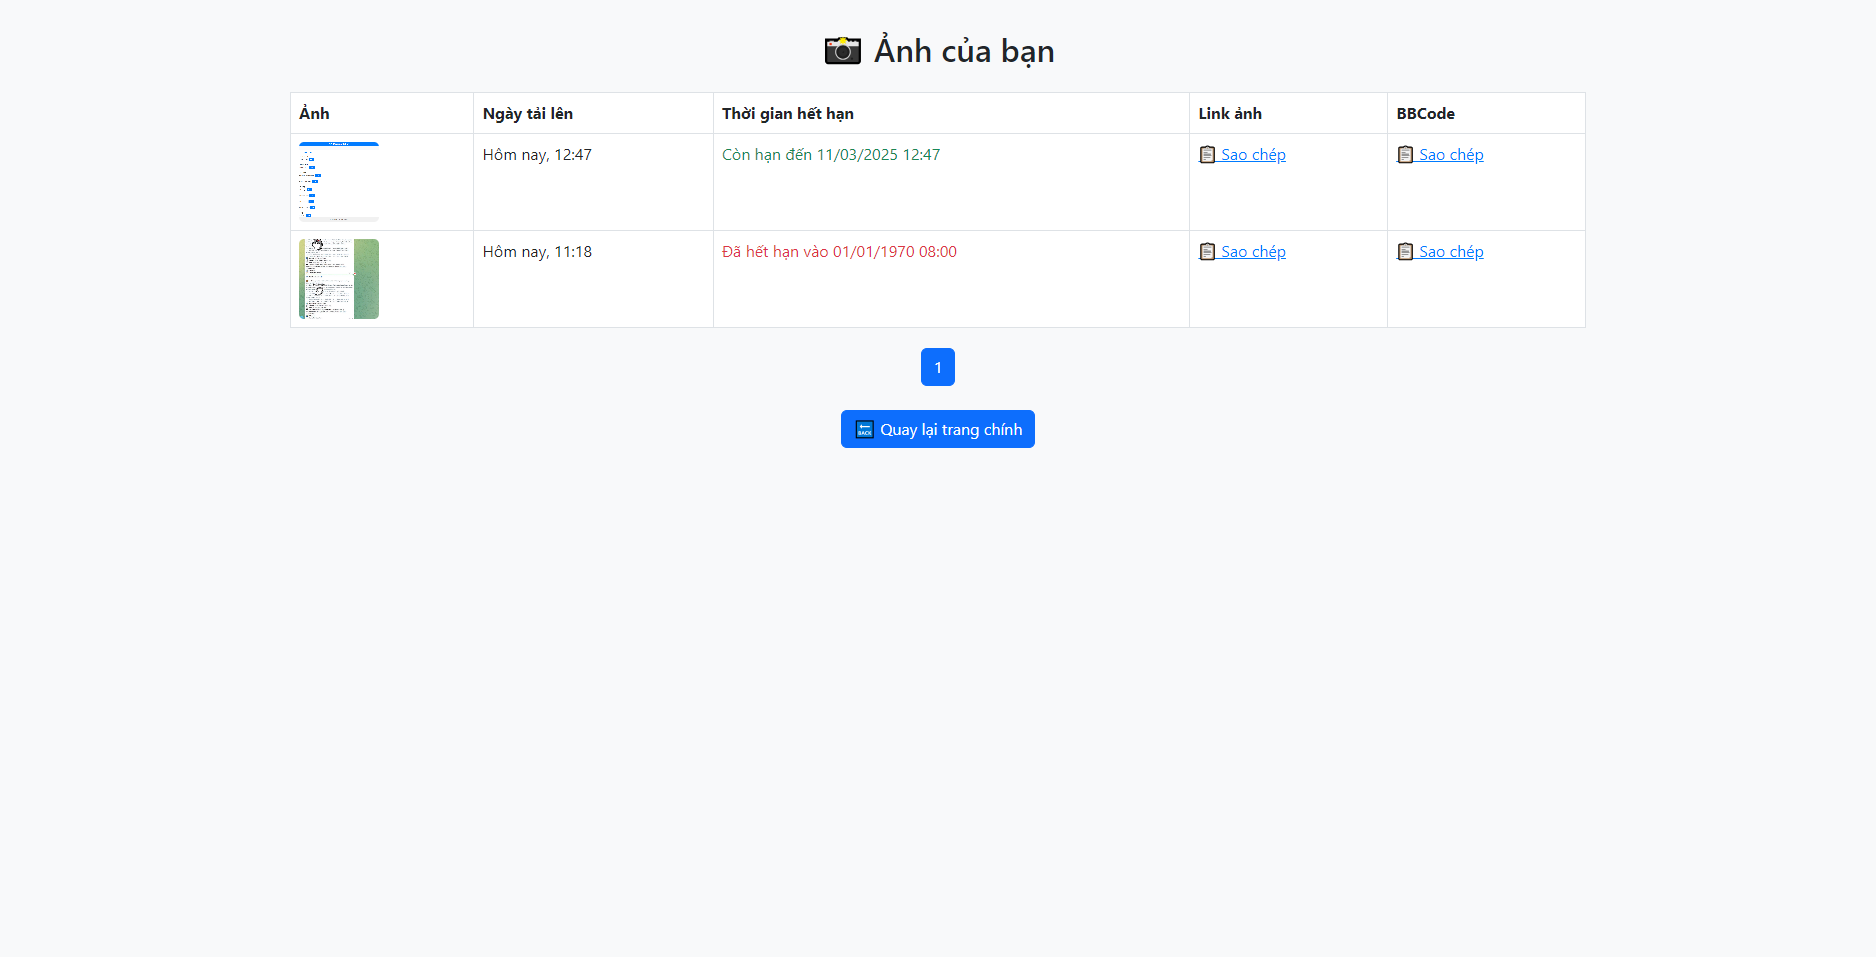 📷 Ảnh của bạn
Ảnh Ngày tải lên Thời gian hết hạn Link ảnh BBCode
Hôm nay, 12:47 Còn hạn đến 11/03/2025 12:47 📋 Sao chép 📋 Sao chép
Hôm nay, 11:18 Đã hết hạn vào 01/01/1970 08:00 📋 Sao chép 📋 Sao chép
1
🔙 Quay lại trang chính